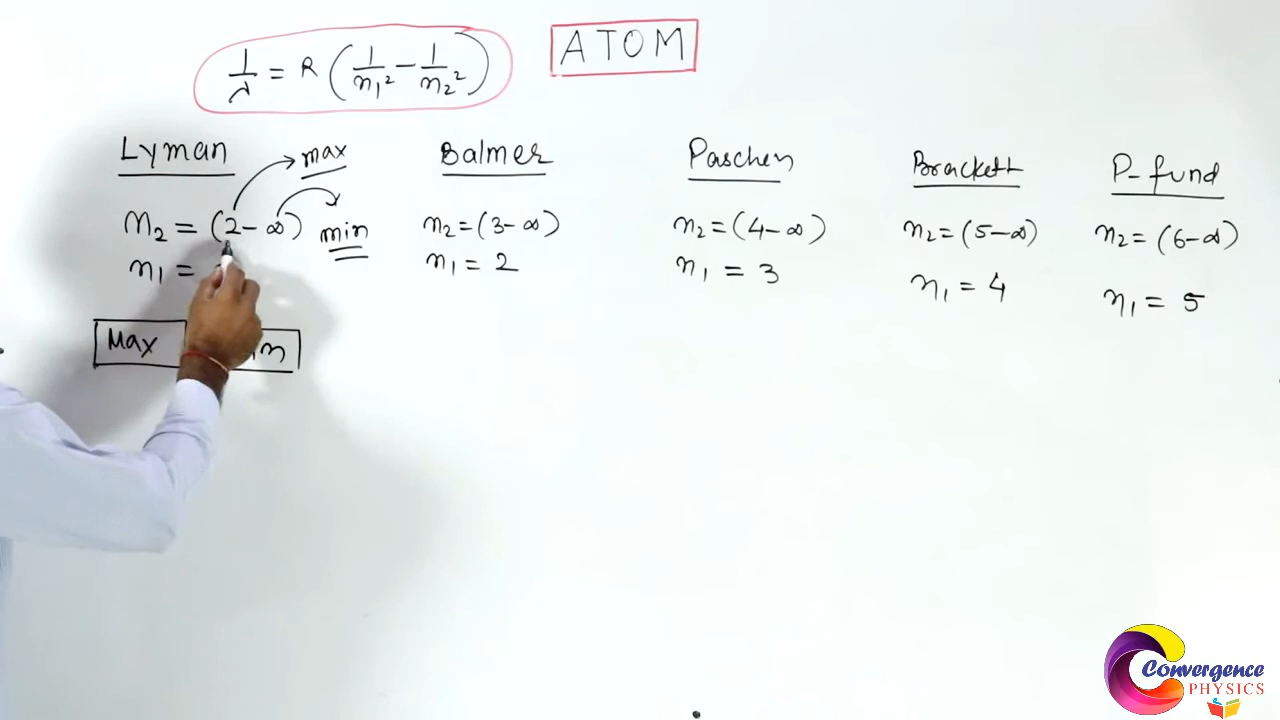 1/λ = R (1/n₁² − 1/n₂²)
ATOM
Lyman
max
n₂ = (2 − ∞)
min
n₁ =
Max
Balmer
n₂ = (3 − ∞)
n₁ = 2
Paschen
n₂ = (4 − ∞)
n₁ = 3
Brackett
n₂ = (5 − ∞)
n₁ = 4
P-fund
n₂ = (6 − ∞)
n₁ = 5
Convergence
PHYSICS